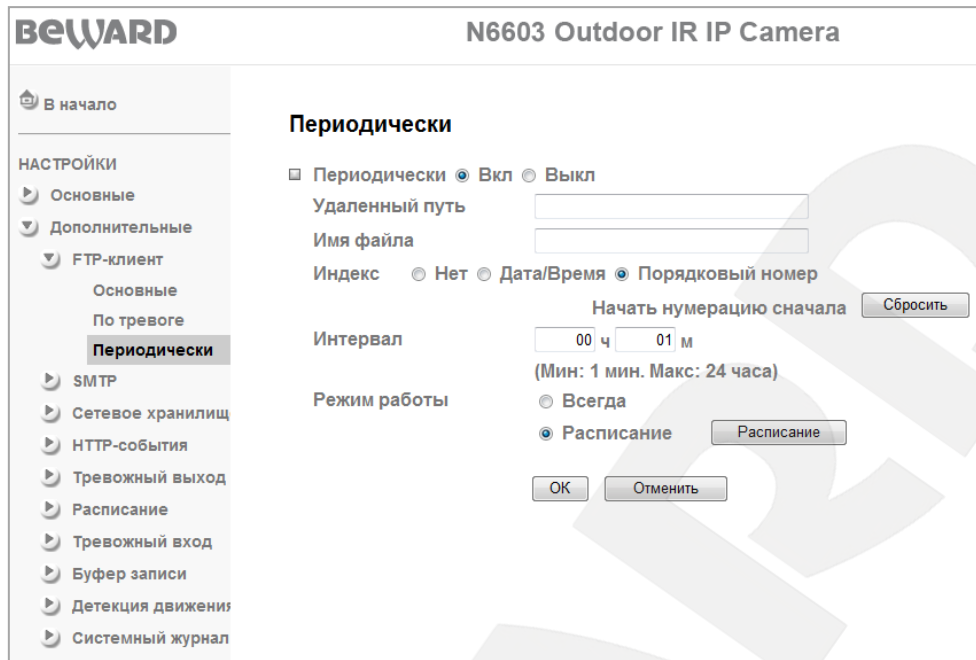 BEWARD
N6603 Outdoor IR IP Camera
В начало
НАСТРОЙКИ
Основные
Дополнительные
FTP-клиент
Основные
По тревоге
Периодически
SMTP
Сетевое хранилищ
HTTP-события
Тревожный выход
Расписание
Тревожный вход
Буфер записи
Детекция движения
Системный журнал
Периодически
Периодически Вкл Выкл
Удаленный путь
Имя файла
Индекс Нет Дата/Время Порядковый номер
Начать нумерацию сначала Сбросить
Интервал 00 ч 01 м
(Мин: 1 мин. Макс: 24 часа)
Режим работы Всегда
Расписание Расписание
OK Отменить